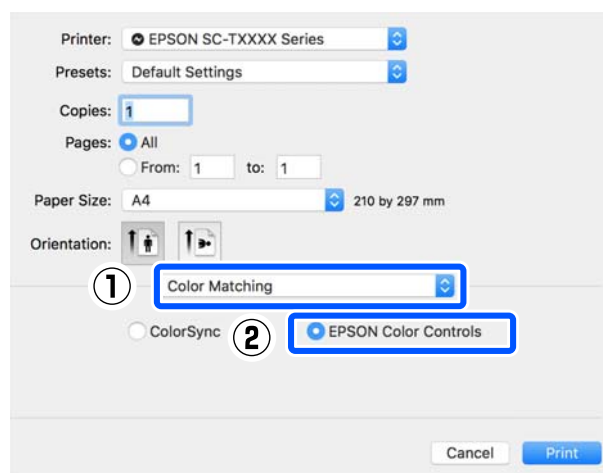 Printer: EPSON SC-TXXXX Series
Presets: Default Settings
Copies: 1
Pages: All
From: 1 to: 1
Paper Size: A4 210 by 297 mm
Orientation:
① Color Matching
ColorSync ② EPSON Color Controls
Cancel Print